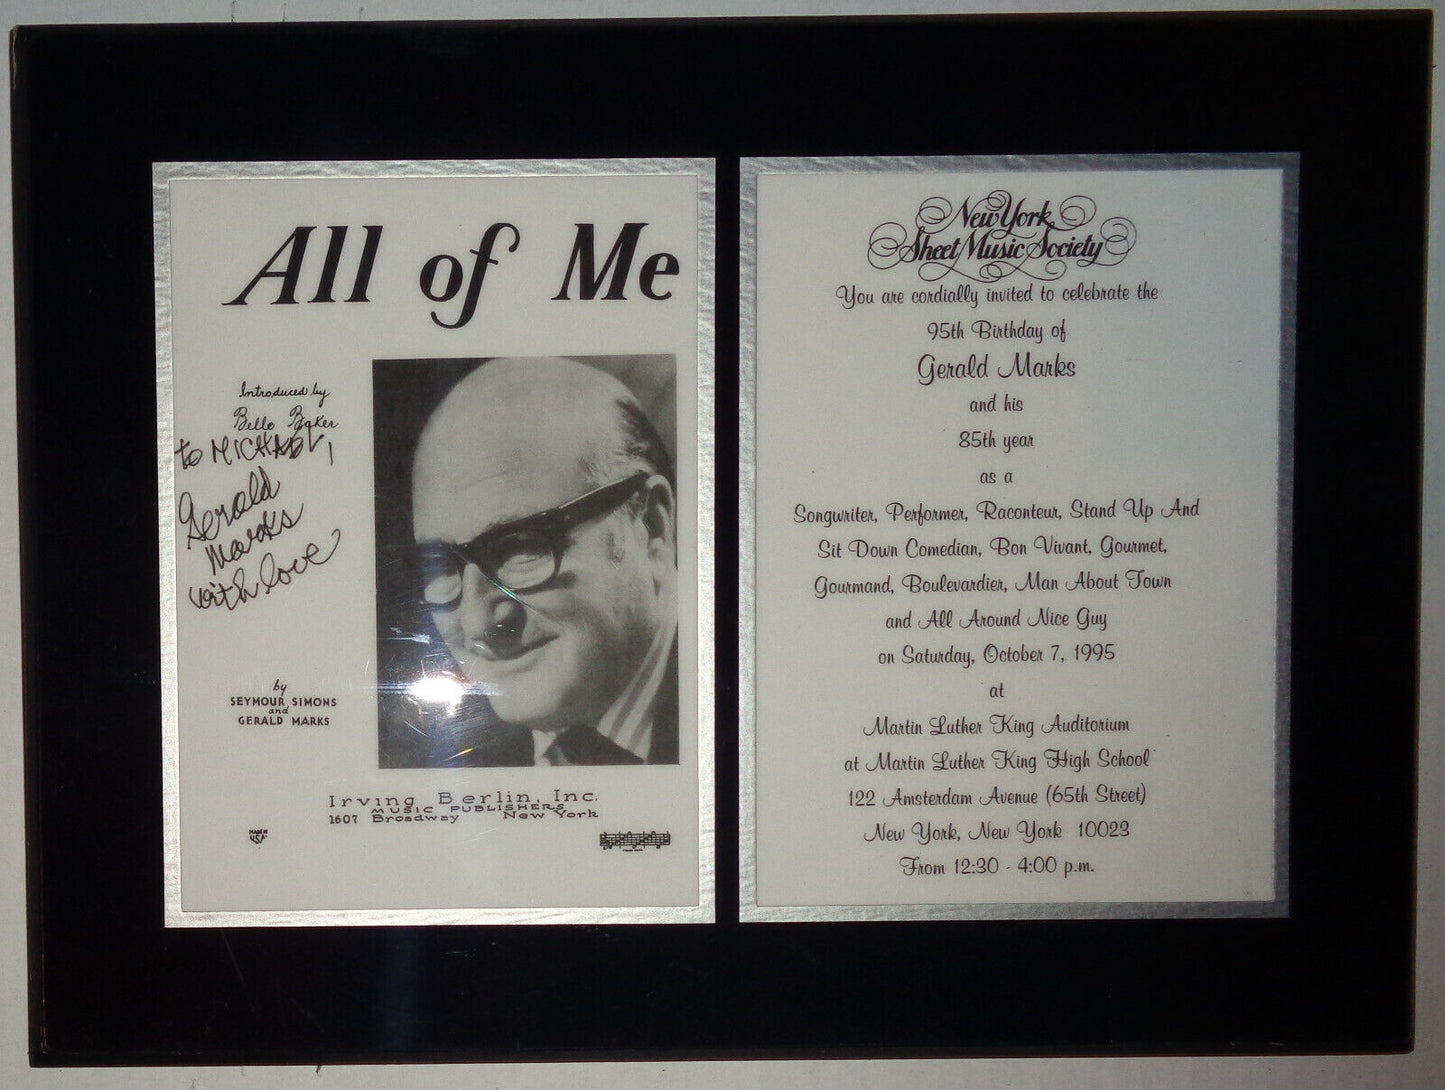 All of Me
Introduced by
Belle Baker
to MICHAEL,
Gerald
Marks
with love
by
SEYMOUR SIMONS
and
GERALD MARKS
Irving Berlin, Inc.
MUSIC PUBLISHERS
1607 Broadway New York
MADE IN
U.S.A.
New York
Sheet Music Society
You are cordially invited to celebrate the
95th Birthday of
Gerald Marks
and his
85th year
as a
Songwriter, Performer, Raconteur, Stand Up And
Sit Down Comedian, Bon Vivant, Gourmet,
Gourmand, Boulevardier, Man About Town
and All Around Nice Guy
on Saturday, October 7, 1995
at
Martin Luther King Auditorium
at Martin Luther King High School
122 Amsterdam Avenue (65th Street)
New York, New York 10023
From 12:30 - 4:00 p.m.